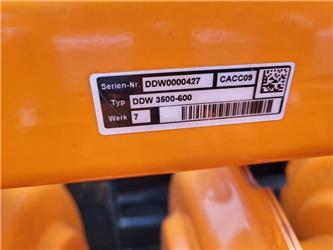 Serien-Nr. DDW0000427 CACC09
Typ DDW 3500-600
Werk 7